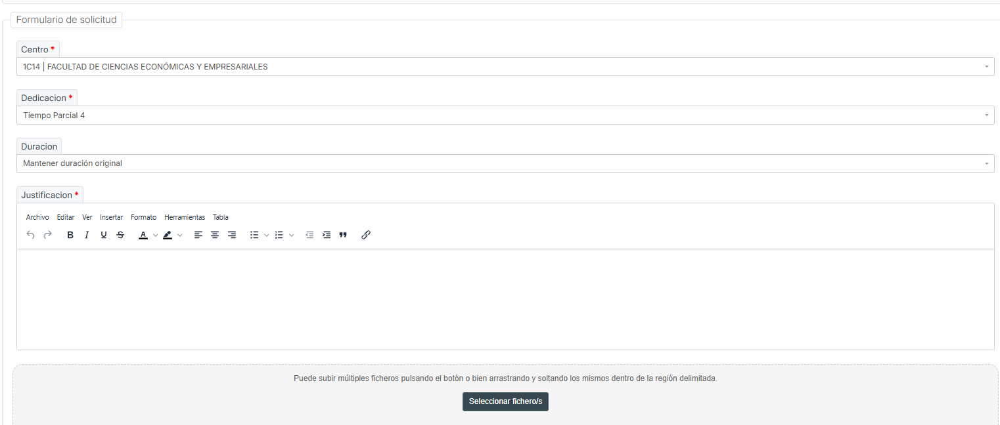 Formulario de solicitud
Centro *
1C14 | FACULTAD DE CIENCIAS ECONÓMICAS Y EMPRESARIALES
Dedicacion *
Tiempo Parcial 4
Duracion
Mantener duración original
Justificacion *
Archivo Editar Ver Insertar Formato Herramientas Tabla
B I U S A
Puede subir múltiples ficheros pulsando el botón o bien arrastrando y soltando los mismos dentro de la región delimitada.
Seleccionar fichero/s